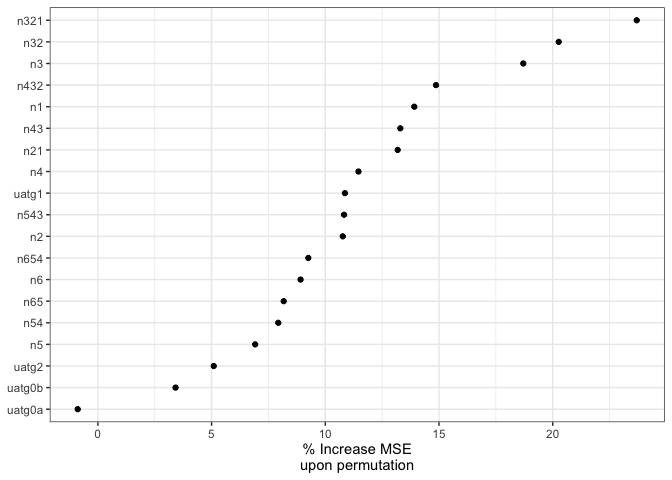 n321
n32
n3
n432
n1
n43
n21
n4
uatg1
n543
n2
n654
n6
n65
n54
n5
uatg2
uatg0b
uatg0a
0 5 10 15 20
% Increase MSE
upon permutation